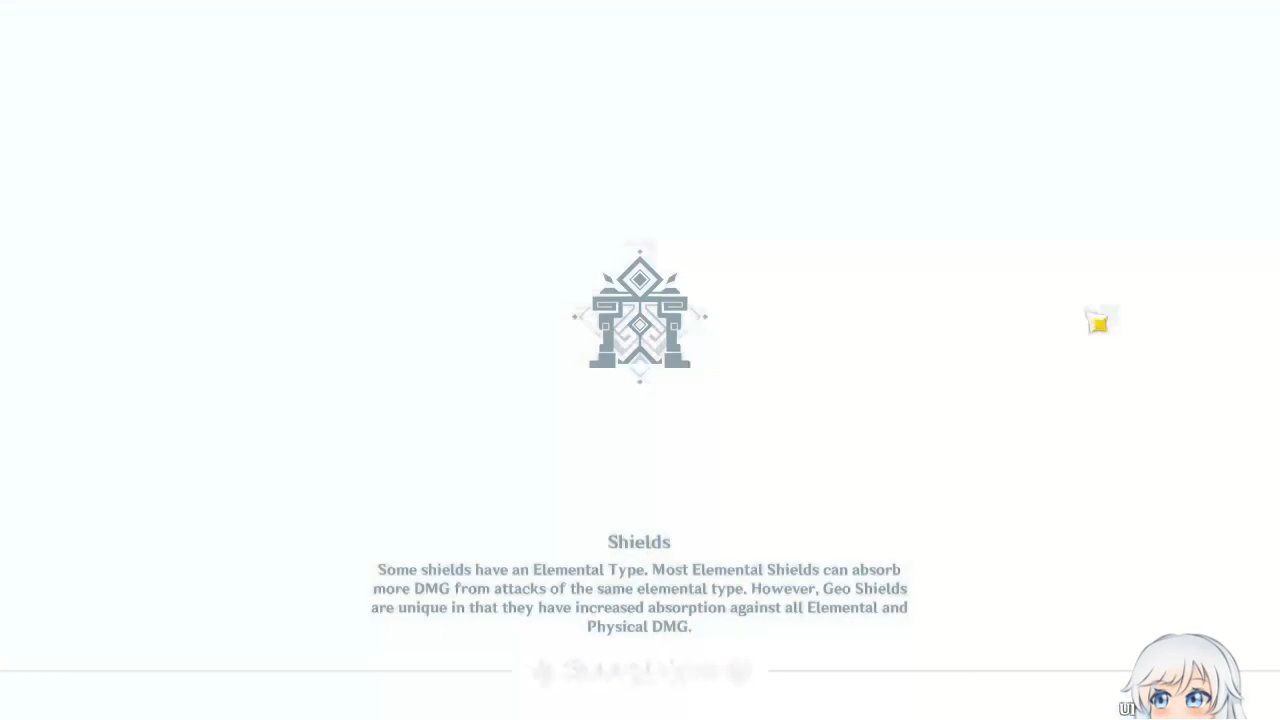 Shields
Some shields have an Elemental Type. Most Elemental Shields can absorb
more DMG from attacks of the same elemental type. However, Geo Shields
are unique in that they have increased absorption against all Elemental and
Physical DMG.
UI